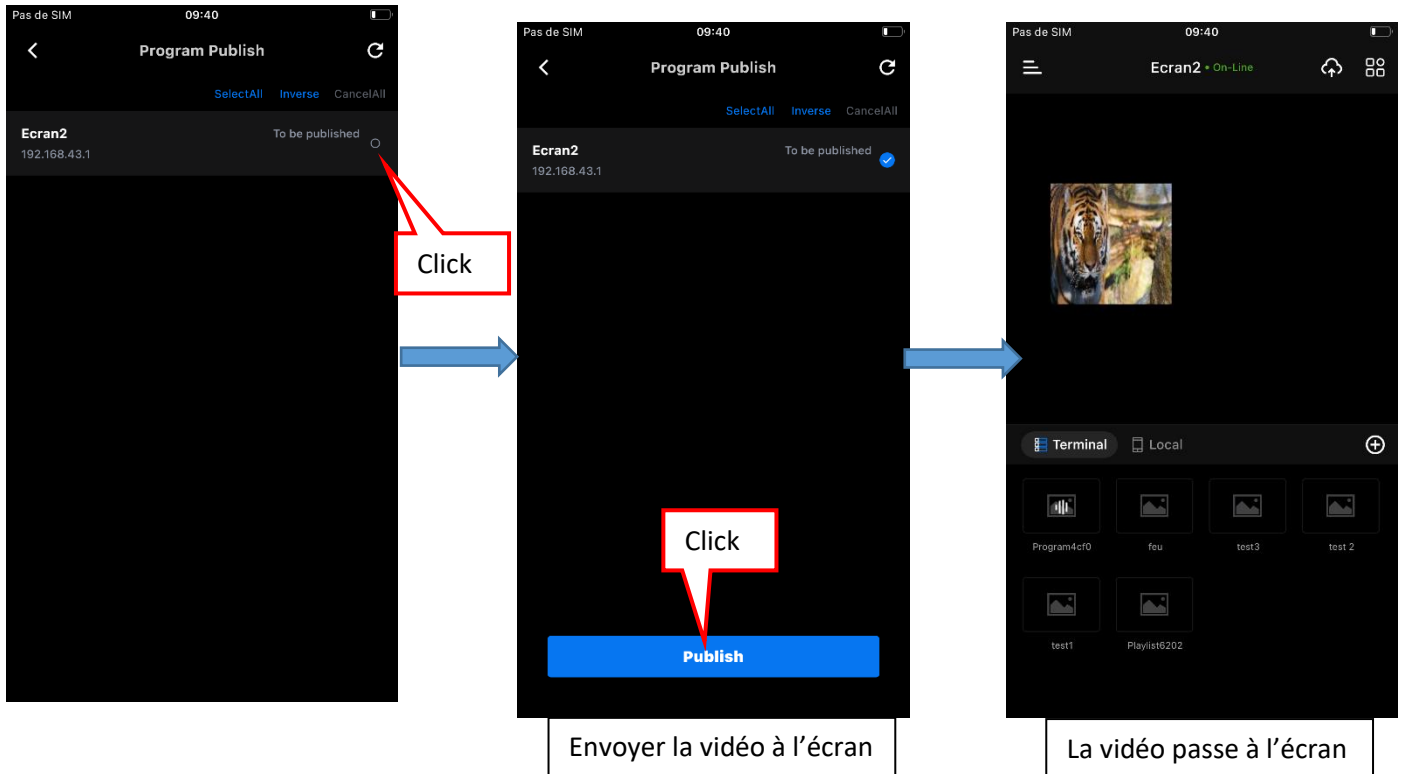 Pas de SIM 09:40
Program Publish
SelectAll Inverse CancelAll
Ecran2 To be published
192.168.43.1
Click
Pas de SIM 09:40
Program Publish
SelectAll Inverse CancelAll
Ecran2 To be published
192.168.43.1
Click
Publish
Envoyer la vidéo à l’écran
Pas de SIM 09:40
Ecran2 • On-Line
Terminal Local
Program4cf0 feu test3 test 2
test1 Playlist6202
La vidéo passe à l’écran